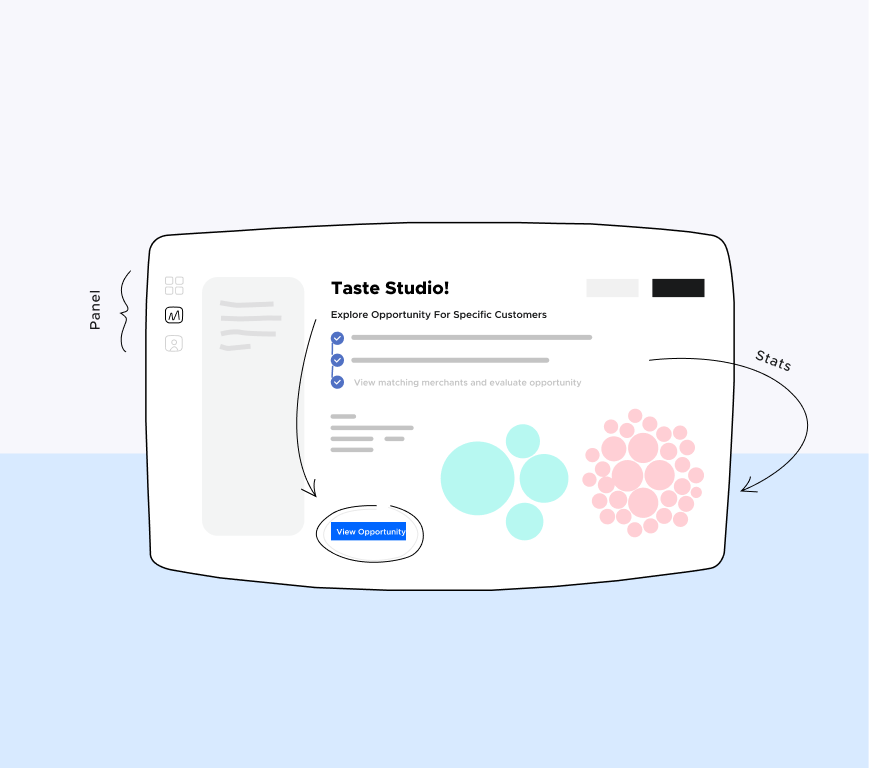 Panel
Taste Studio!
Explore Opportunity For Specific Customers
Stats
View matching merchants and evaluate opportunity
View Opportunity